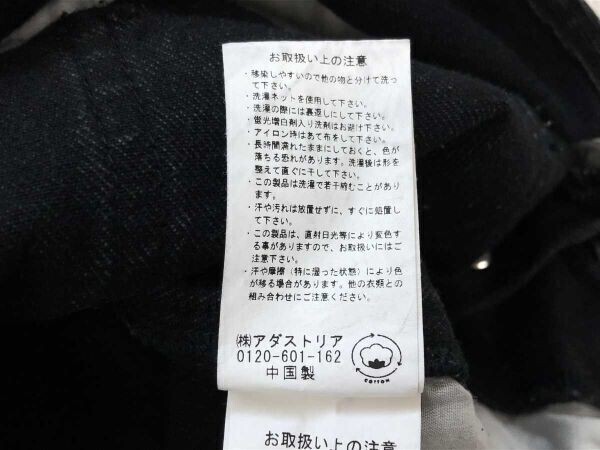 お取扱い上の注意
・移染しやすいので他の物と分けて洗っ
て下さい。
・洗濯ネットを使用して下さい。
・洗濯の際には裏返しにして下さい。
・蛍光増白剤入り洗剤はお避け下さい。
・アイロン時はあて布をして下さい。
・長時間濡れたままにしておくと、色が
落ちる恐れがあります。洗濯後は形を
整えて直ぐに干して下さい。
・この製品は洗濯で若干縮むことがあり
ます。
・汗や汚れは放置せずに、すぐに処置し
て下さい。
・この製品は、直射日光等により変色す
る事がありますので、お取扱いにはご
注意下さい。
・汗や摩擦（特に湿った状態）により色
が移る場合があります。他の衣類との
組み合わせにご注意ください。
㈱アダストリア
0120-601-162
中国製
COTTON
お取扱い上の注意